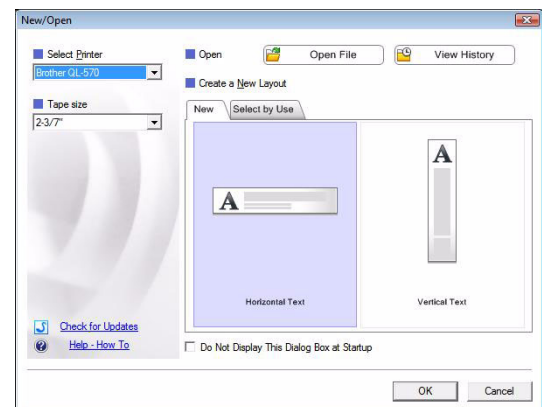 New/Open
Select Printer
Brother QL-570
Tape size
2-3/7"
Check for Updates
Help - How To
Open
Open File
View History
Create a New Layout
New
Select by Use
A
Horizontal Text
A
Vertical Text
Do Not Display This Dialog Box at Startup
OK
Cancel